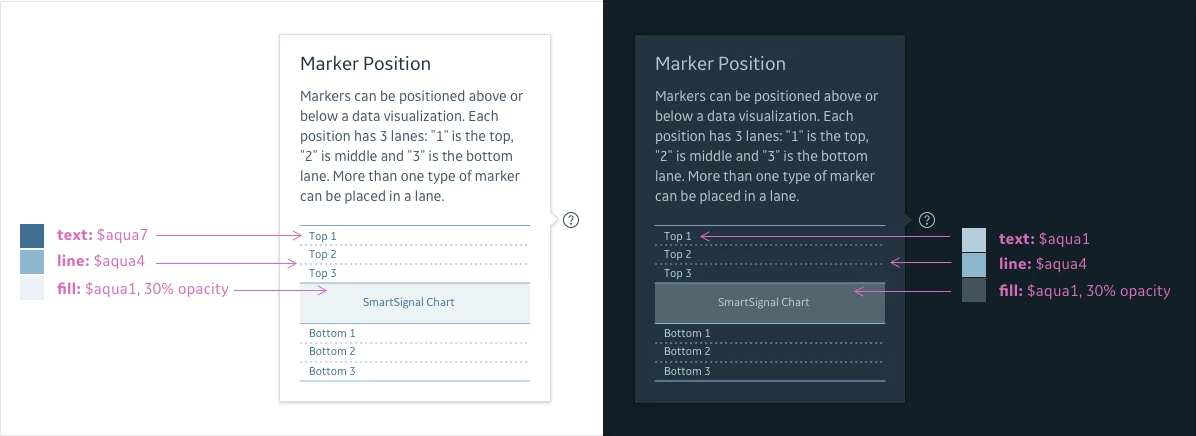 Marker Position
Markers can be positioned above or
below a data visualization. Each
position has 3 lanes: "1" is the top,
"2" is middle and "3" is the bottom
lane. More than one type of marker
can be placed in a lane.
?
text: $aqua7
line: $aqua4
fill: $aqua1, 30% opacity
Top 1
Top 2
Top 3
SmartSignal Chart
Bottom 1
Bottom 2
Bottom 3
Marker Position
Markers can be positioned above or
below a data visualization. Each
position has 3 lanes: "1" is the top,
"2" is middle and "3" is the bottom
lane. More than one type of marker
can be placed in a lane.
?
Top 1
Top 2
Top 3
SmartSignal Chart
Bottom 1
Bottom 2
Bottom 3
text: $aqua1
line: $aqua4
fill: $aqua1, 30% opacity